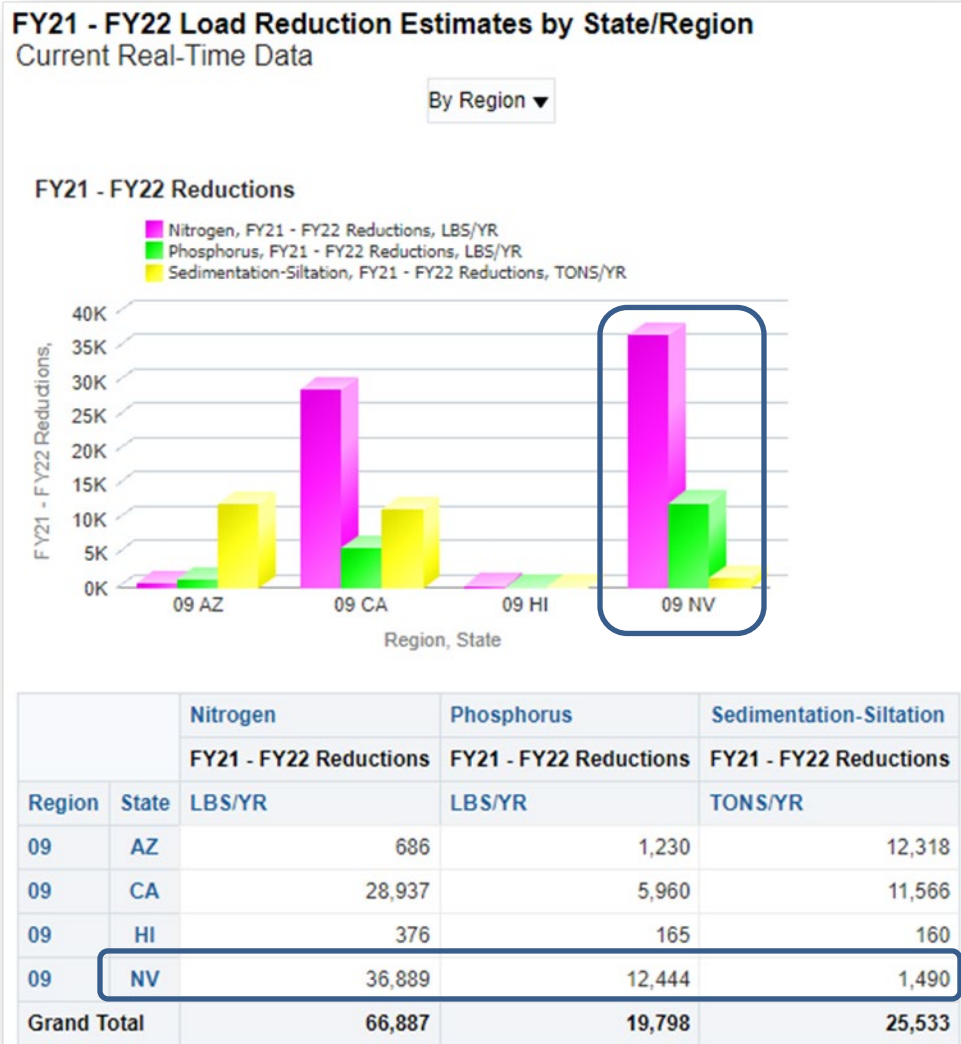 FY21 - FY22 Load Reduction Estimates by State/Region
Current Real-Time Data
By Region
FY21 - FY22 Reductions
Nitrogen, FY21 - FY22 Reductions, LBS/YR
Phosphorus, FY21 - FY22 Reductions, LBS/YR
Sedimentation-Siltation, FY21 - FY22 Reductions, TONS/YR
FY21 - FY22 Reductions,
40K
35K
30K
25K
20K
15K
10K
5K
0K
09 AZ 09 CA 09 HI 09 NV
Region, State
Nitrogen Phosphorus Sedimentation-Siltation
FY21 - FY22 Reductions FY21 - FY22 Reductions FY21 - FY22 Reductions
Region State LBS/YR LBS/YR TONS/YR
09 AZ 686 1,230 12,318
09 CA 28,937 5,960 11,566
09 HI 376 165 160
09 NV 36,889 12,444 1,490
Grand Total 66,887 19,798 25,533